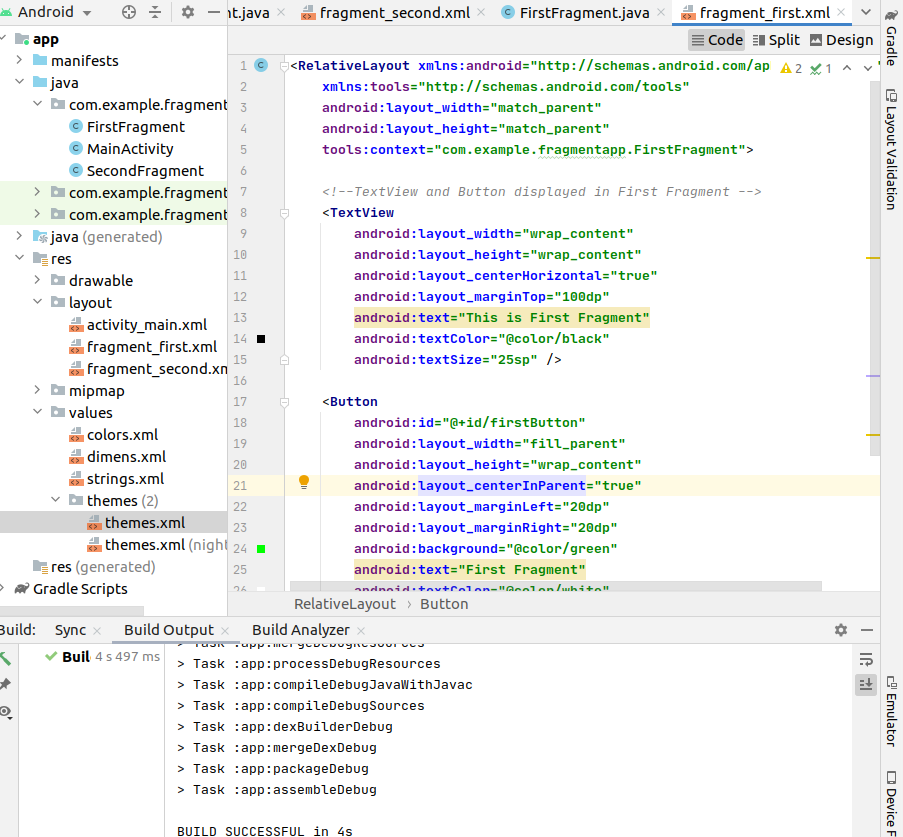 Android
nt.java
fragment_second.xml
FirstFragment.java
fragment_first.xml
Code
Split
Design
app
manifests
java
com.example.fragment
FirstFragment
MainActivity
SecondFragment
com.example.fragment
com.example.fragment
java (generated)
res
drawable
layout
activity_main.xml
fragment_first.xml
fragment_second.xm
mipmap
values
colors.xml
dimens.xml
strings.xml
themes (2)
themes.xml
themes.xml (night
res (generated)
Gradle Scripts
2 1
1 <RelativeLayout xmlns:android="http://schemas.android.com/ap
2 xmlns:tools="http://schemas.android.com/tools"
3 android:layout_width="match_parent"
4 android:layout_height="match_parent"
5 tools:context="com.example.fragmentapp.FirstFragment">
6
7 <!--TextView and Button displayed in First Fragment -->
8 <TextView
9 android:layout_width="wrap_content"
10 android:layout_height="wrap_content"
11 android:layout_centerHorizontal="true"
12 android:layout_marginTop="100dp"
13 android:text="This is First Fragment"
14 android:textColor="@color/black"
15 android:textSize="25sp" />
16
17 <Button
18 android:id="@+id/firstButton"
19 android:layout_width="fill_parent"
20 android:layout_height="wrap_content"
21 android:layout_centerInParent="true"
22 android:layout_marginLeft="20dp"
23 android:layout_marginRight="20dp"
24 android:background="@color/green"
25 android:text="First Fragment"
26 android:textColor="@color/white"
RelativeLayout › Button
Gradle
Layout Validation
Emulator
Device F
Build:
Sync
Build Output
Build Analyzer
Buil 4 s 497 ms
> Task :app:mergeDebugResources
> Task :app:processDebugResources
> Task :app:compileDebugJavaWithJavac
> Task :app:compileDebugSources
> Task :app:dexBuilderDebug
> Task :app:mergeDexDebug
> Task :app:packageDebug
> Task :app:assembleDebug
BUILD SUCCESSFUL in 4s